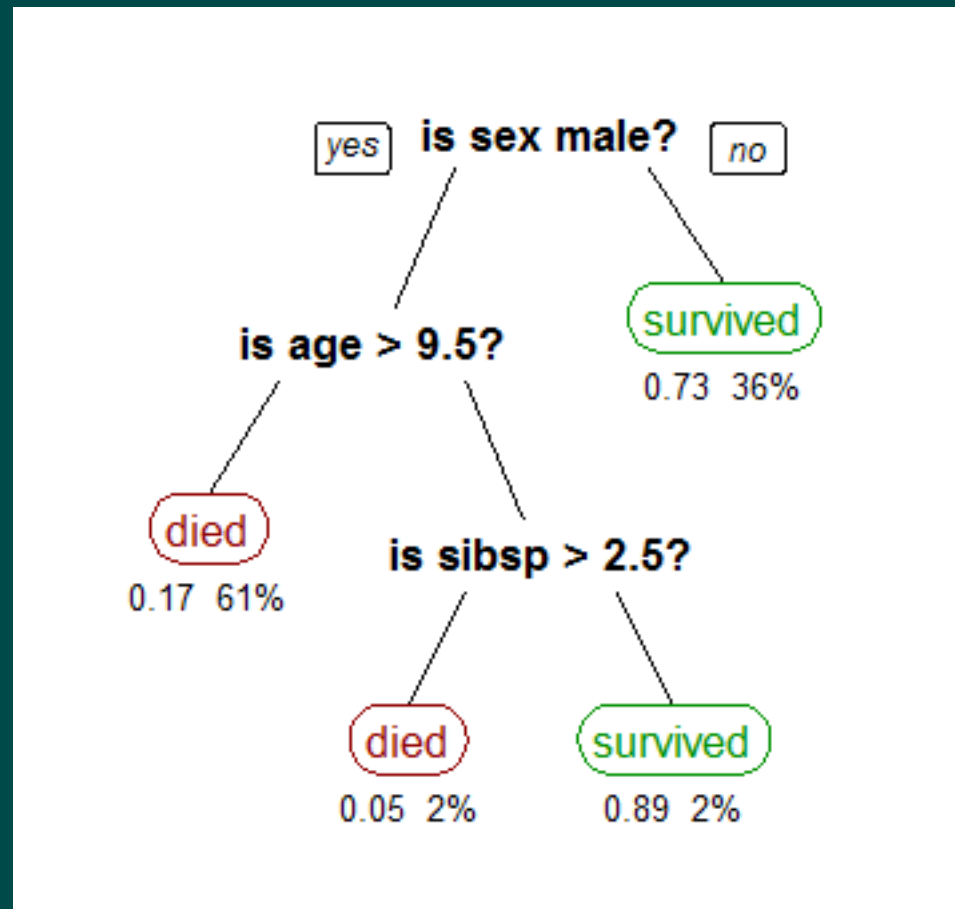 yes is sex male? no
survived
is age > 9.5?
0.73 36%
died
is sibsp > 2.5?
0.17 61%
died survived
0.05 2% 0.89 2%